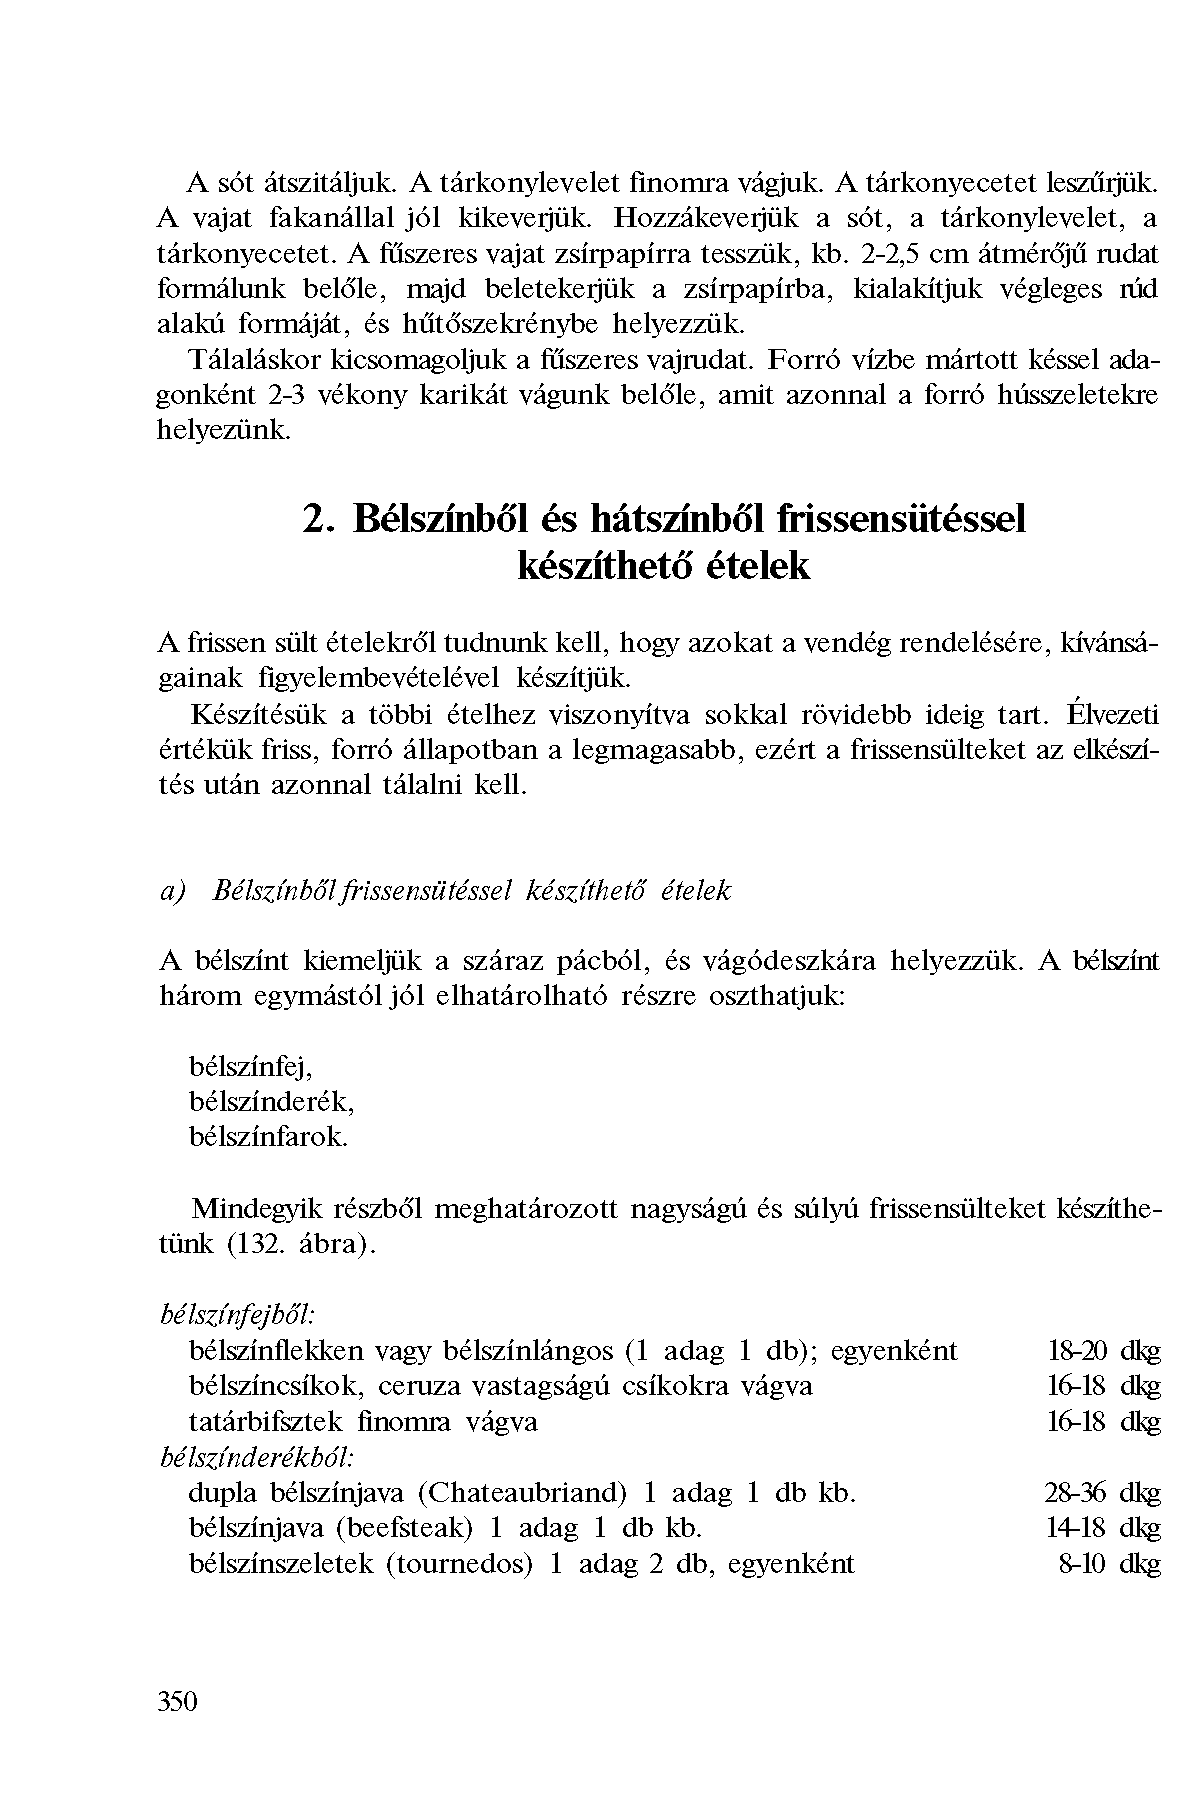 A sót átszitáljuk. A tárkonylevelet finomra vágjuk. A tárkonyecetet leszűrjük.
A vajat fakanállal jól kikeverjük. Hozzákeverjük a sót, a tárkonylevelet, a
tárkonyecetet. A fűszeres vajat zsírpapírra tesszük, kb. 2-2,5 cm átmérőjű rudat
formálunk belőle, majd beletekerjük a zsírpapírba, kialakítjuk végleges rúd
alakú formáját, és hűtőszekrénybe helyezzük.
Tálaláskor kicsomagoljuk a fűszeres vajrudat. Forró vízbe mártott késsel ada-
gonként 2-3 vékony karikát vágunk belőle, amit azonnal a forró hússzeletekre
helyezünk.
2. Bélszínből és hátszínből frissensütéssel
készíthető ételek
A frissen sült ételekről tudnunk kell, hogy azokat a vendég rendelésére, kívánsá-
gainak figyelembevételével készítjük.
Készítésük a többi ételhez viszonyítva sokkal rövidebb ideig tart. Élvezeti
értékük friss, forró állapotban a legmagasabb, ezért a frissensülteket az elkészí-
tés után azonnal tálalni kell.
a) Bélszínből frissensütéssel készíthető ételek
A bélszínt kiemeljük a száraz pácból, és vágódeszkára helyezzük. A bélszínt
három egymástól jól elhatárolható részre oszthatjuk:
bélszínfej,
bélszínderék,
bélszínfarok.
Mindegyik részből meghatározott nagyságú és súlyú frissensülteket készíthe-
tünk (132. ábra).
bélszínfejből:
bélszínflekken vagy bélszínlángos (1 adag 1 db); egyenként 18-20 dkg
bélszíncsíkok, ceruza vastagságú csíkokra vágva 16-18 dkg
tatárbifsztek finomra vágva 16-18 dkg
bélszínderékból:
dupla bélszínjava (Chateaubriand) 1 adag 1 db kb. 28-36 dkg
bélszínjava (beefsteak) 1 adag 1 db kb. 14-18 dkg
bélszínszeletek (tournedos) 1 adag 2 db, egyenként 8-10 dkg
350